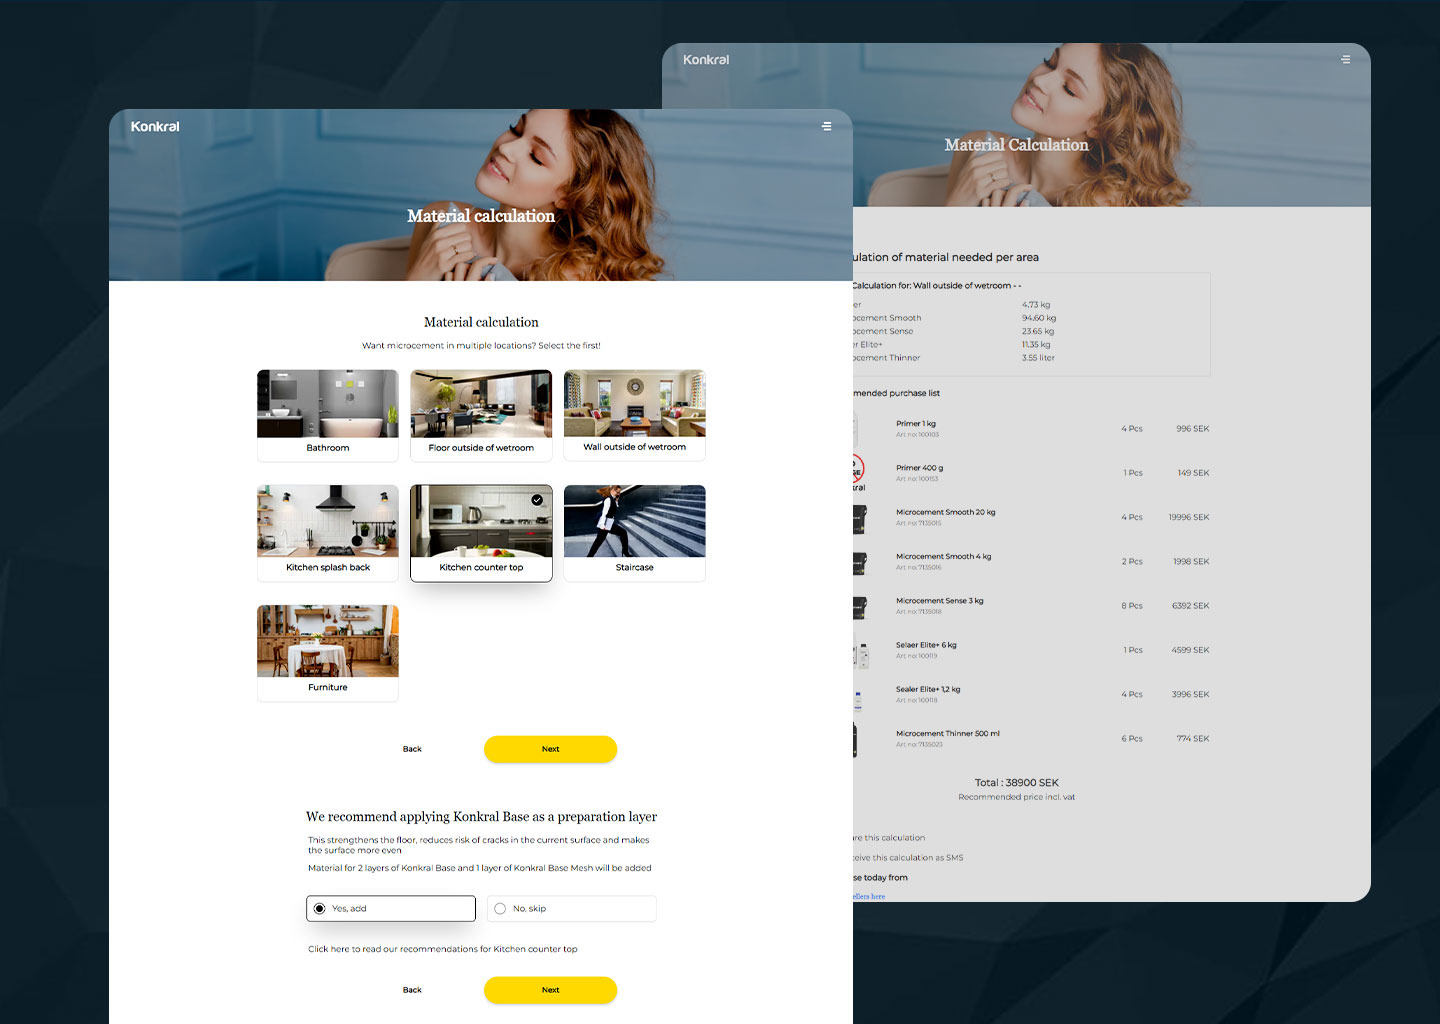 Konkral
Material calculation
Material calculation
Want microcement in multiple locations? Select the first!
Bathroom
Floor outside of wetroom
Wall outside of wetroom
Kitchen splash back
Kitchen counter top
Staircase
Furniture
Back
Next
We recommend applying Konkral Base as a preparation layer
This strengthens the floor, reduces risk of cracks in the current surface and makes
the surface more even
Material for 2 layers of Konkral Base and 1 layer of Konkral Base Mesh will be added
Yes, add
No, skip
Click here to read our recommendations for Kitchen counter top
Back
Next
Konkral
Material Calculation
ulation of material needed per area
Calculation for: Wall outside of wetroom - -
er 4.73 kg
ocement Smooth 94.60 kg
ocement Sense 23.65 kg
er Elite+ 11.35 kg
ocement Thinner 3.55 liter
mended purchase list
Primer 1 kg 4 Pcs 996 SEK
Art no:100103
Primer 400 g 1 Pcs 149 SEK
Art no:100153
Microcement Smooth 20 kg 4 Pcs 19996 SEK
Art no:7135015
Microcement Smooth 4 kg 2 Pcs 1998 SEK
Art no:7135016
Microcement Sense 3 kg 8 Pcs 6392 SEK
Art no:7135018
Selaer Elite+ 6 kg 1 Pcs 4599 SEK
Art no:100119
Sealer Elite+ 1,2 kg 4 Pcs 3996 SEK
Art no:100118
Microcement Thinner 500 ml 6 Pcs 774 SEK
Art no:7135023
Total : 38900 SEK
Recommended price incl. vat
re this calculation
ceive this calculation as SMS
se today from
ellers here